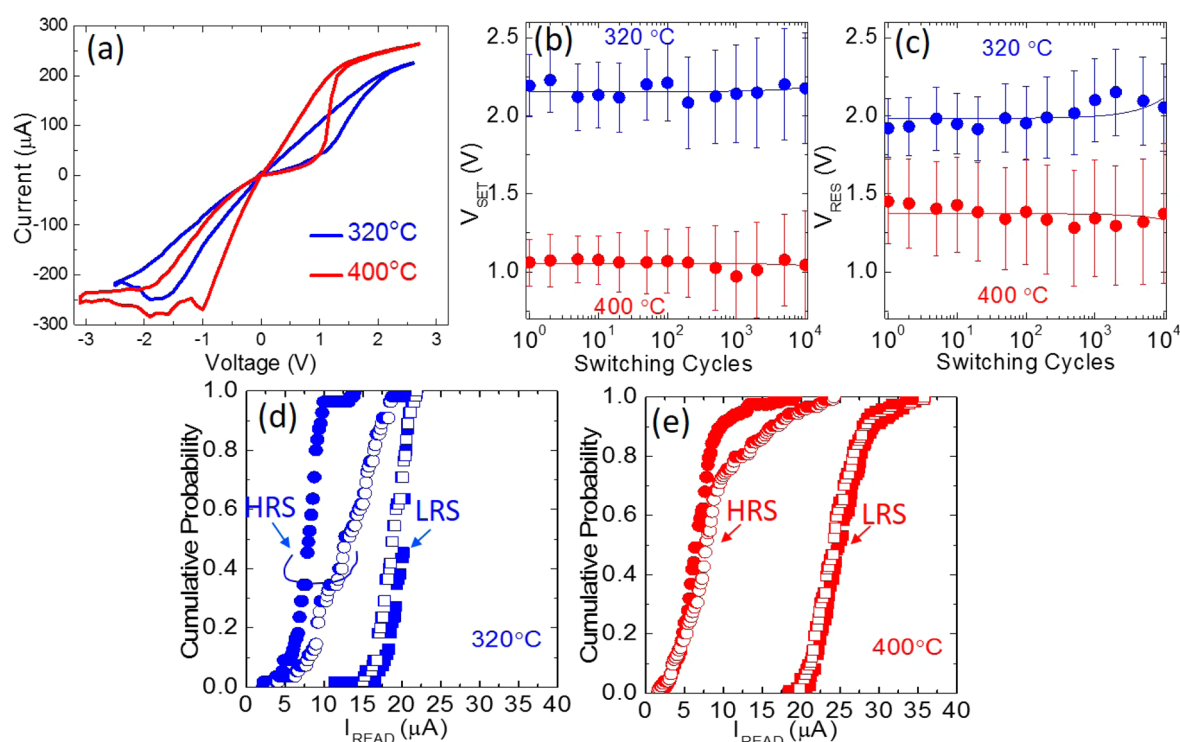 (a)
300
200
100
0
-100
-200
-300
Current (μA)
-3 -2 -1 0 1 2 3
Voltage (V)
320°C
400°C
(b)
320 °C
2.5
2.0
1.5
1.0
V_SET (V)
400 °C
10^0 10^1 10^2 10^3 10^4
Switching Cycles
(c)
320 °C
2.5
2.0
1.5
1.0
V_RES (V)
400 °C
10^0 10^1 10^2 10^3 10^4
Switching Cycles
(d)
1.0
0.8
0.6
0.4
0.2
0.0
Cumulative Probability
HRS
LRS
320°C
0 5 10 15 20 25 30 35 40
I_READ (μA)
(e)
1.0
0.8
0.6
0.4
0.2
0.0
Cumulative Probability
HRS
LRS
400°C
0 5 10 15 20 25 30 35 40
I_READ (μA)